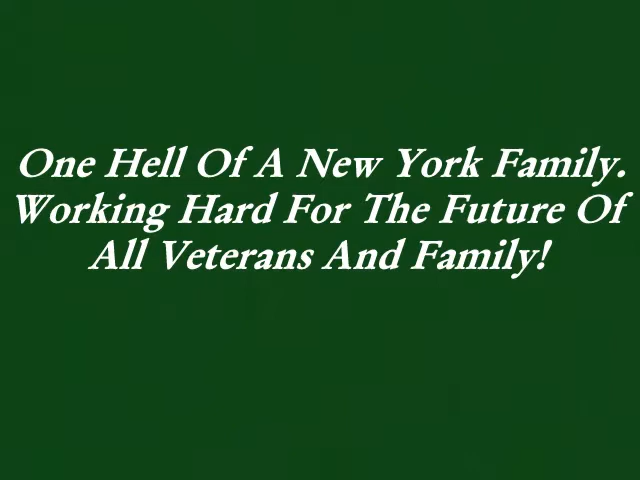 One Hell Of A New York Family.
Working Hard For The Future Of
All Veterans And Family!